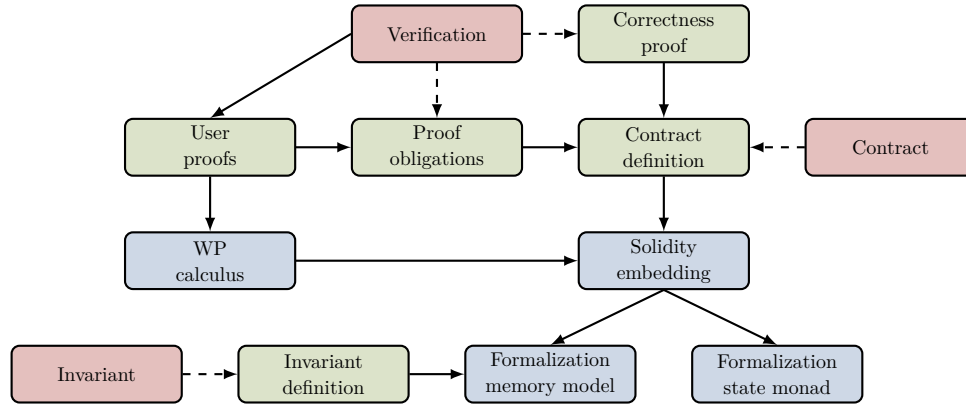 Verification
Correctness
proof
User
proofs
Proof
obligations
Contract
definition
Contract
WP
calculus
Solidity
embedding
Invariant
Invariant
definition
Formalization
memory model
Formalization
state monad